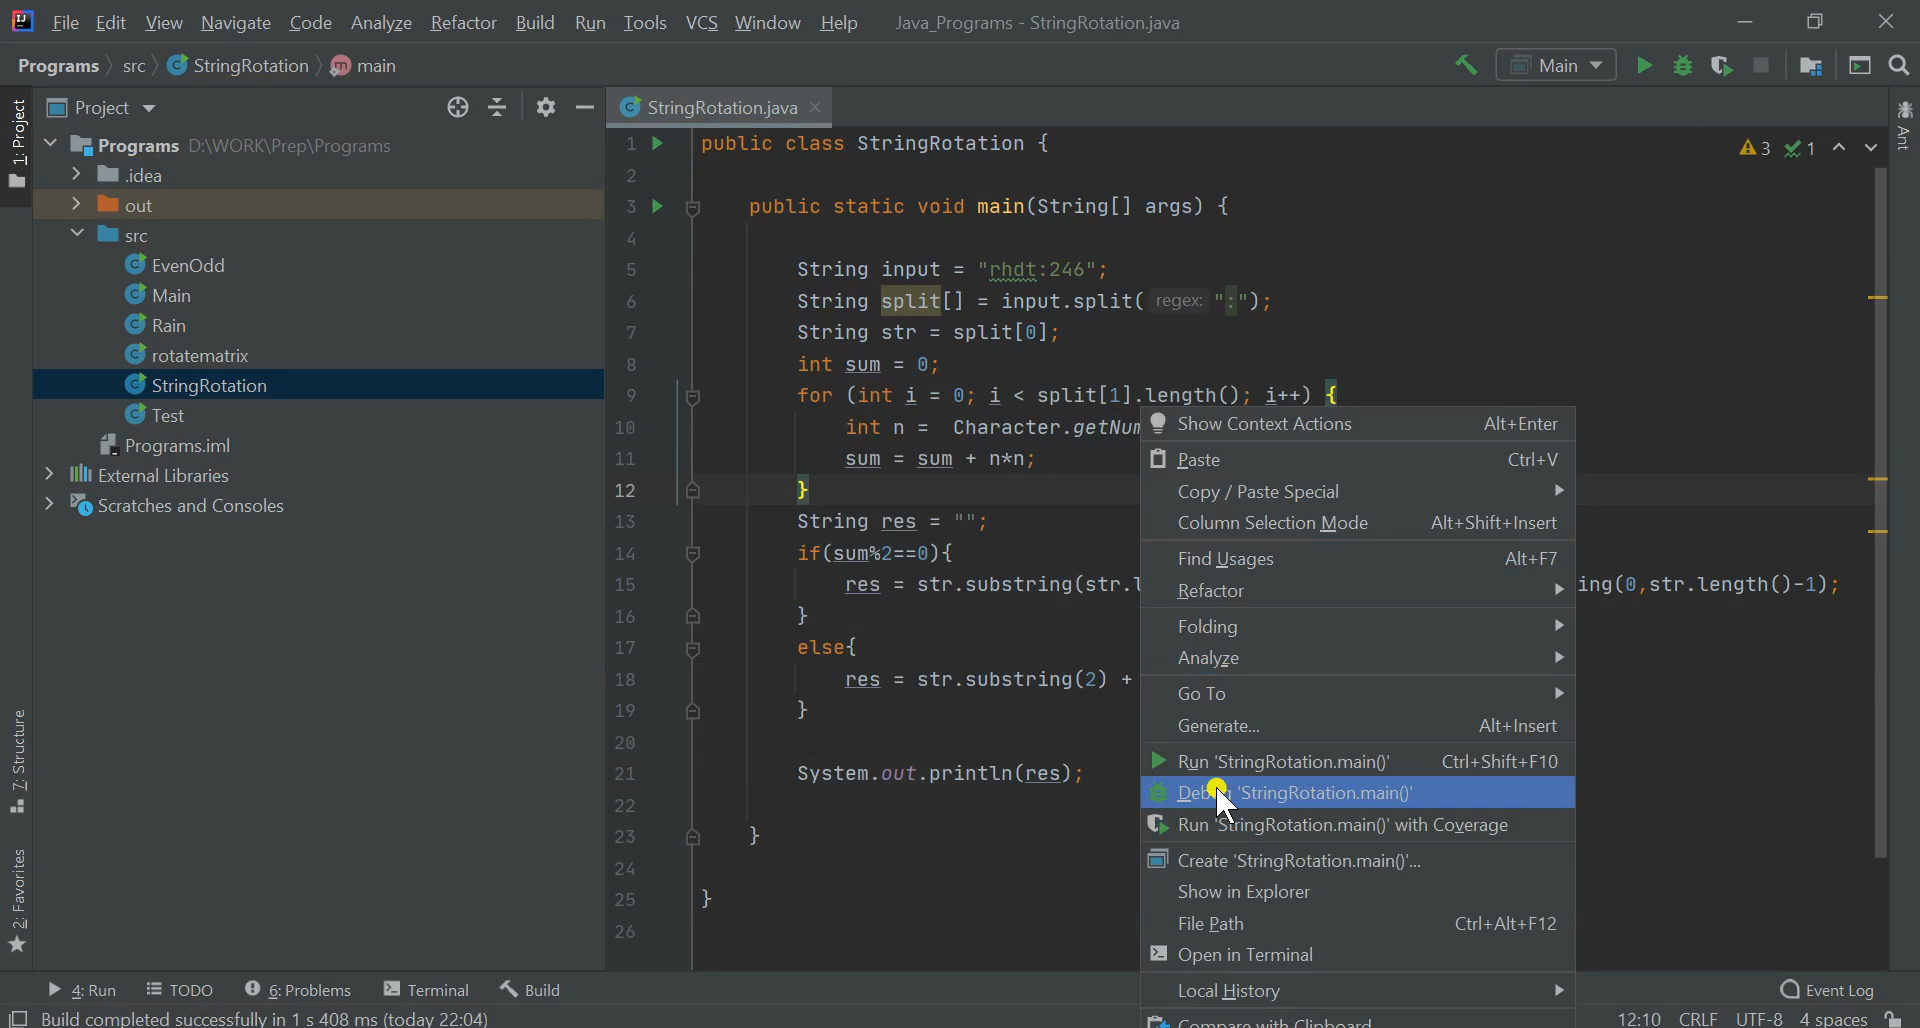 File Edit View Navigate Code Analyze Refactor Build Run Tools VCS Window Help Java_Programs - StringRotation.java
Programs src StringRotation main
Main
1: Project
Project
StringRotation.java
Ant
Programs D:\WORK\Prep\Programs
.idea
out
src
EvenOdd
Main
Rain
rotatematrix
StringRotation
Test
Programs.iml
External Libraries
Scratches and Consoles
7: Structure
2: Favorites
3 1
1 public class StringRotation {
2
3 public static void main(String[] args) {
4
5 String input = "rhdt:246";
6 String split[] = input.split( regex: ":");
7 String str = split[0];
8 int sum = 0;
9 for (int i = 0; i < split[1].length(); i++) {
10 int n = Character.getNum
11 sum = sum + n*n;
12 }
13 String res = "";
14 if(sum%2==0){
15 res = str.substring(str.l ing(0,str.length()-1);
16 }
17 else{
18 res = str.substring(2) +
19 }
20
21 System.out.println(res);
22
23 }
24
25 }
26
Show Context Actions Alt+Enter
Paste Ctrl+V
Copy / Paste Special
Column Selection Mode Alt+Shift+Insert
Find Usages Alt+F7
Refactor
Folding
Analyze
Go To
Generate... Alt+Insert
Run 'StringRotation.main()' Ctrl+Shift+F10
Debug 'StringRotation.main()'
Run 'StringRotation.main()' with Coverage
Create 'StringRotation.main()'...
Show in Explorer
File Path Ctrl+Alt+F12
Open in Terminal
Local History
Compare with Clipboard
4: Run TODO 6: Problems Terminal Build Event Log
Build completed successfully in 1 s 408 ms (today 22:04) 12:10 CRLF UTF-8 4 spaces